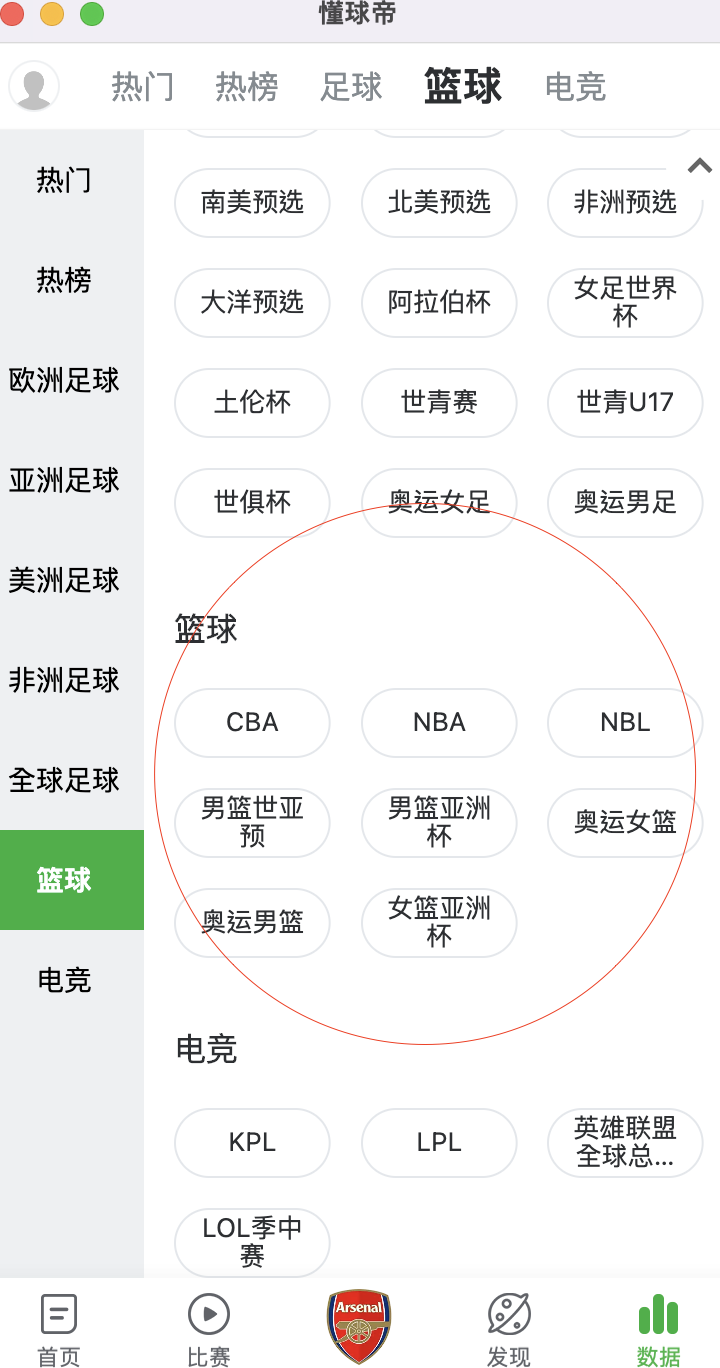 懂球帝
热门
热榜
足球
篮球
电竞
热门
热榜
欧洲足球
亚洲足球
美洲足球
非洲足球
全球足球
篮球
电竞
南美预选
北美预选
非洲预选
大洋预选
阿拉伯杯
女足世界
杯
土伦杯
世青赛
世青U17
世俱杯
奥运女足
奥运男足
篮球
CBA
NBA
NBL
男篮世亚
预
男篮亚洲
杯
奥运女篮
奥运男篮
女篮亚洲
杯
电竞
KPL
LPL
英雄联盟
全球总...
LOL季中
赛
首页
比赛
Arsenal
发现
数据